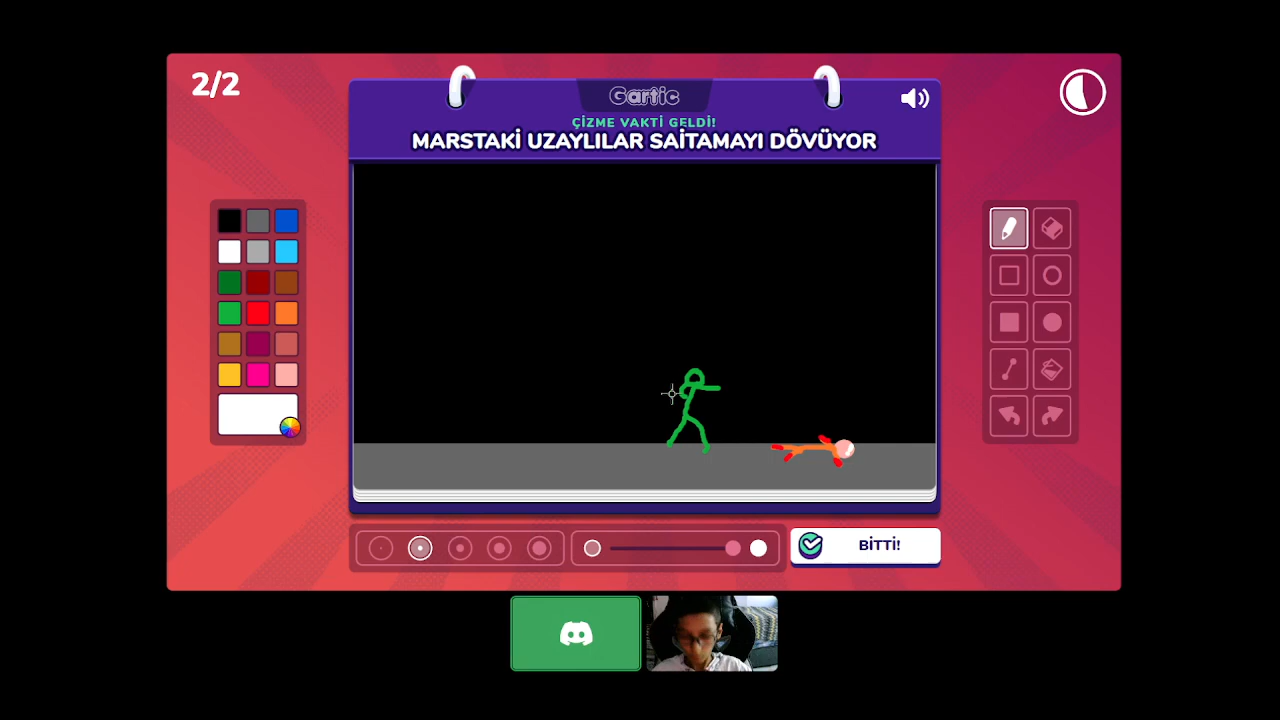 2/2
Gartic
ÇİZME VAKTİ GELDİ!
MARSTAKİ UZAYLILAR SAİTAMAYI DÖVÜYOR
BİTTİ!